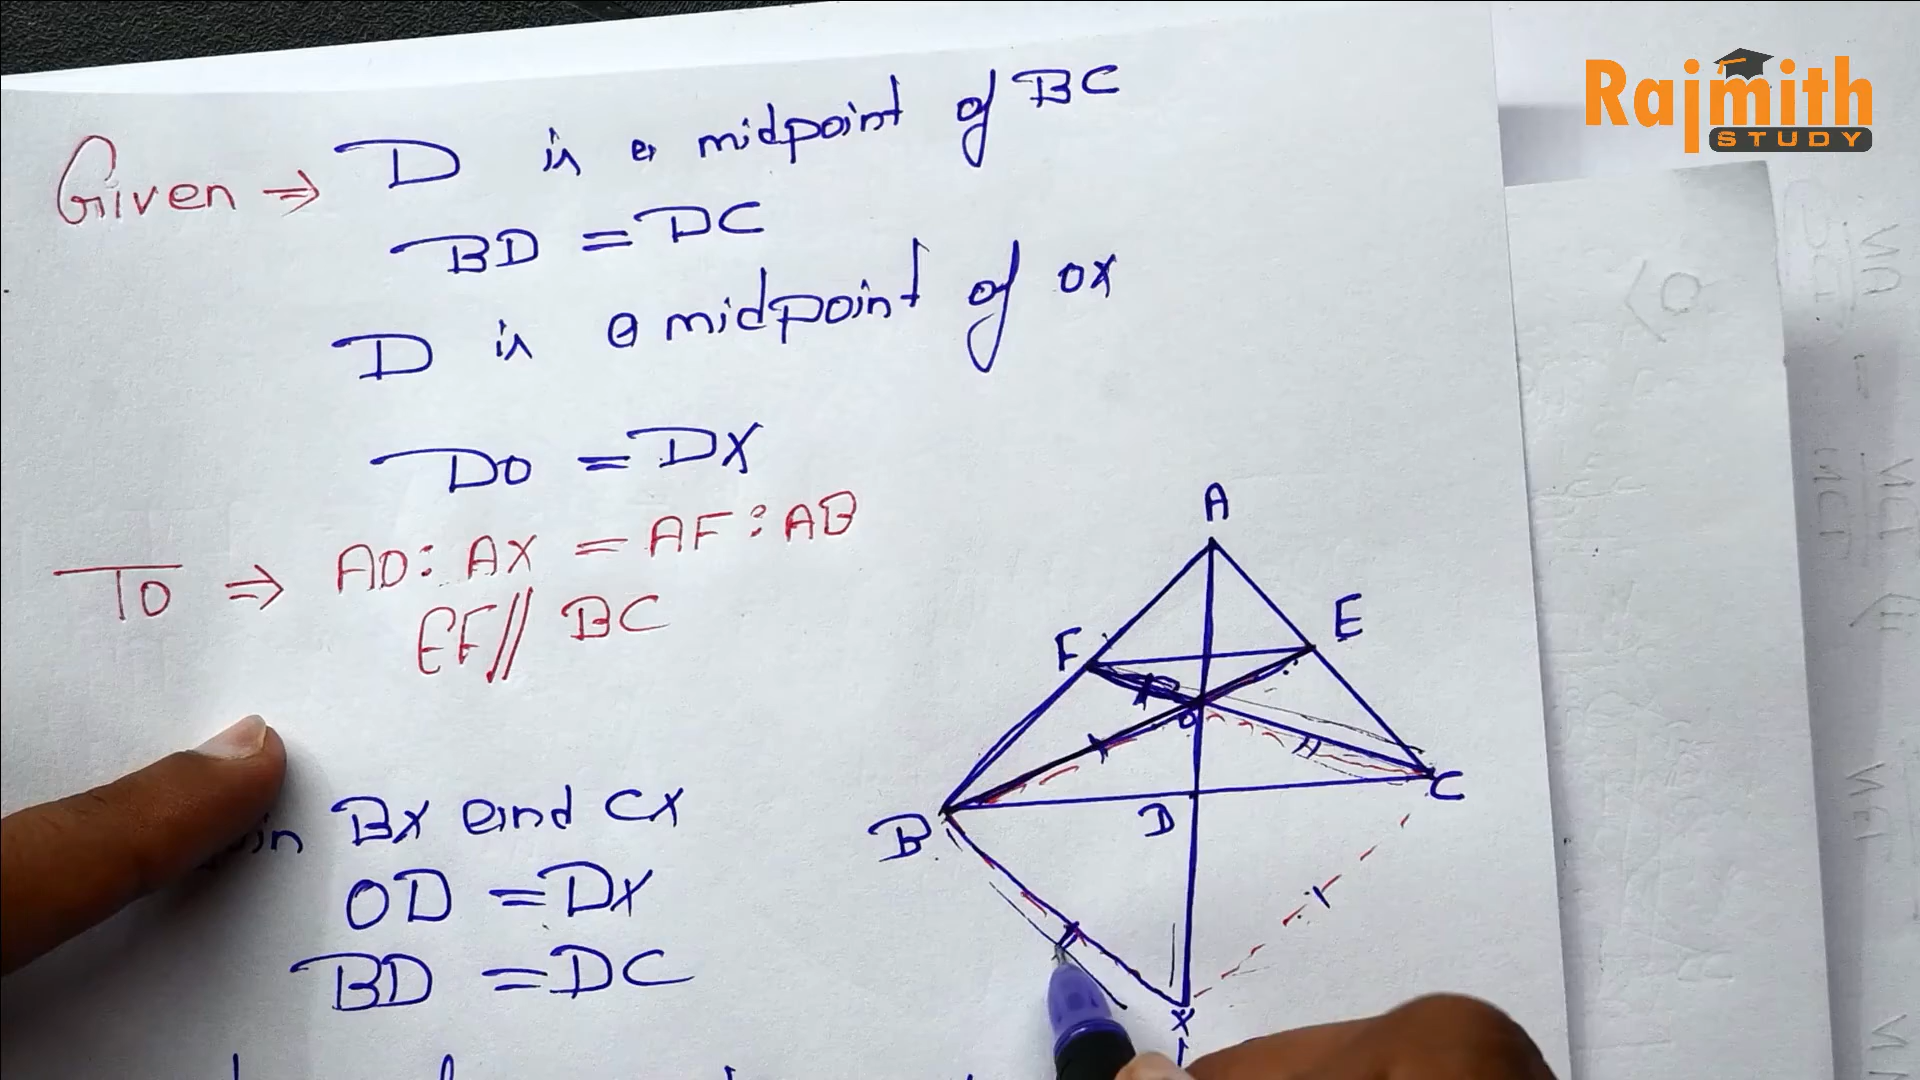 Rajmith
STUDY
Given ⇒ D is a midpoint of BC
BD = DC
D is a midpoint of OX
DO = DX
To ⇒ AO : AX = AF : AB
EF // BC
BX and CX
OD = DX
BD = DC
A
F
E
O
B
D
C
X